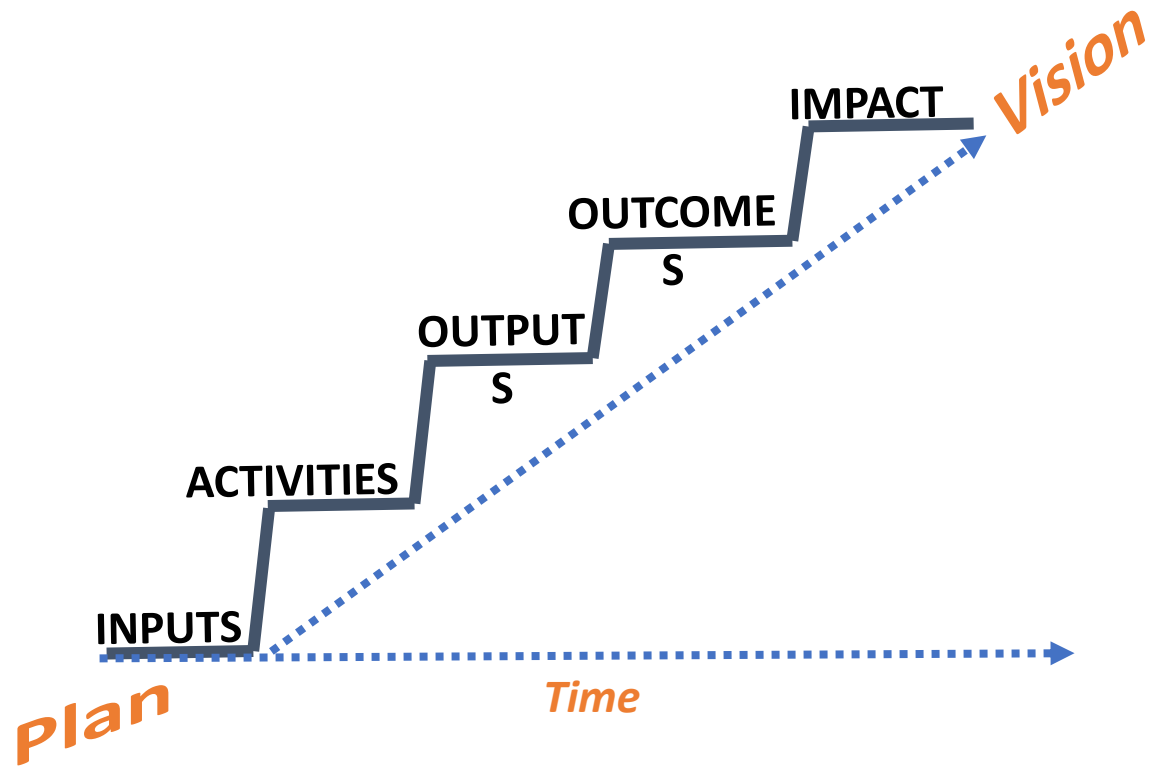 Vision
IMPACT
OUTCOME
S
OUTPUT
S
ACTIVITIES
INPUTS
Time
Plan